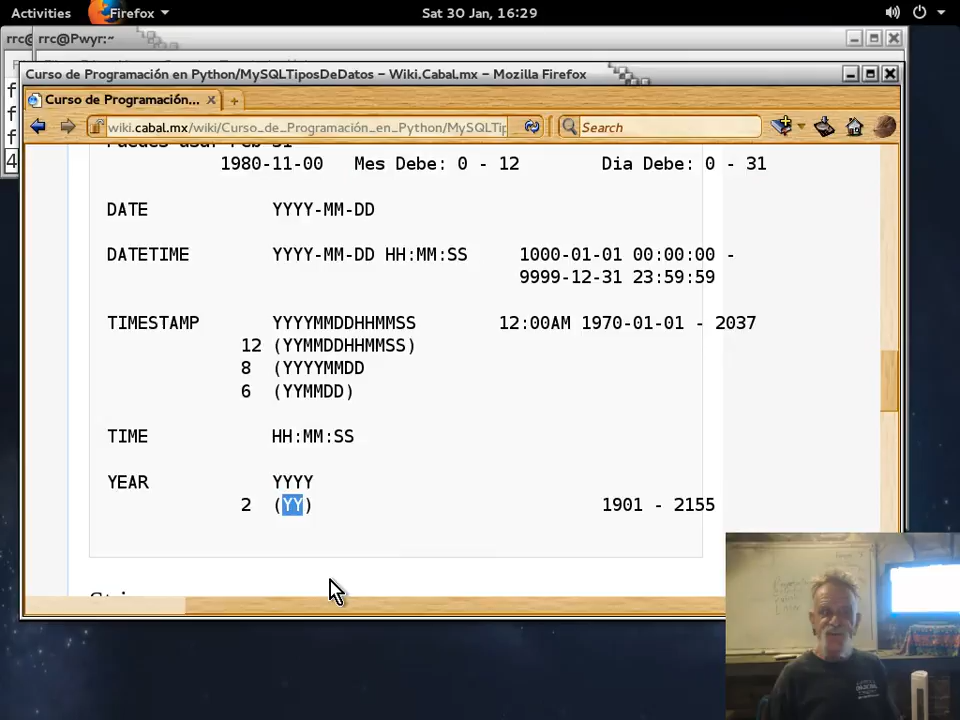 Activities Firefox Sat 30 Jan, 16:29
rrc@ rrc@Pwyr:~
Curso de Programación en Python/MySQLTiposDeDatos – Wiki.Cabal.mx – Mozilla Firefox
Curso de Programación...
wiki.cabal.mx/wiki/Curso_de_Programación_en_Python/MySQLTip
Search
f
f
f
4
1980-11-00 Mes Debe: 0 - 12 Dia Debe: 0 - 31
DATE YYYY-MM-DD
DATETIME YYYY-MM-DD HH:MM:SS 1000-01-01 00:00:00 -
9999-12-31 23:59:59
TIMESTAMP YYYYMMDDHHMMSS 12:00AM 1970-01-01 - 2037
12 (YYMMDDHHMMSS)
8 (YYYYMMDD
6 (YYMMDD)
TIME HH:MM:SS
YEAR YYYY
2 (YY) 1901 - 2155